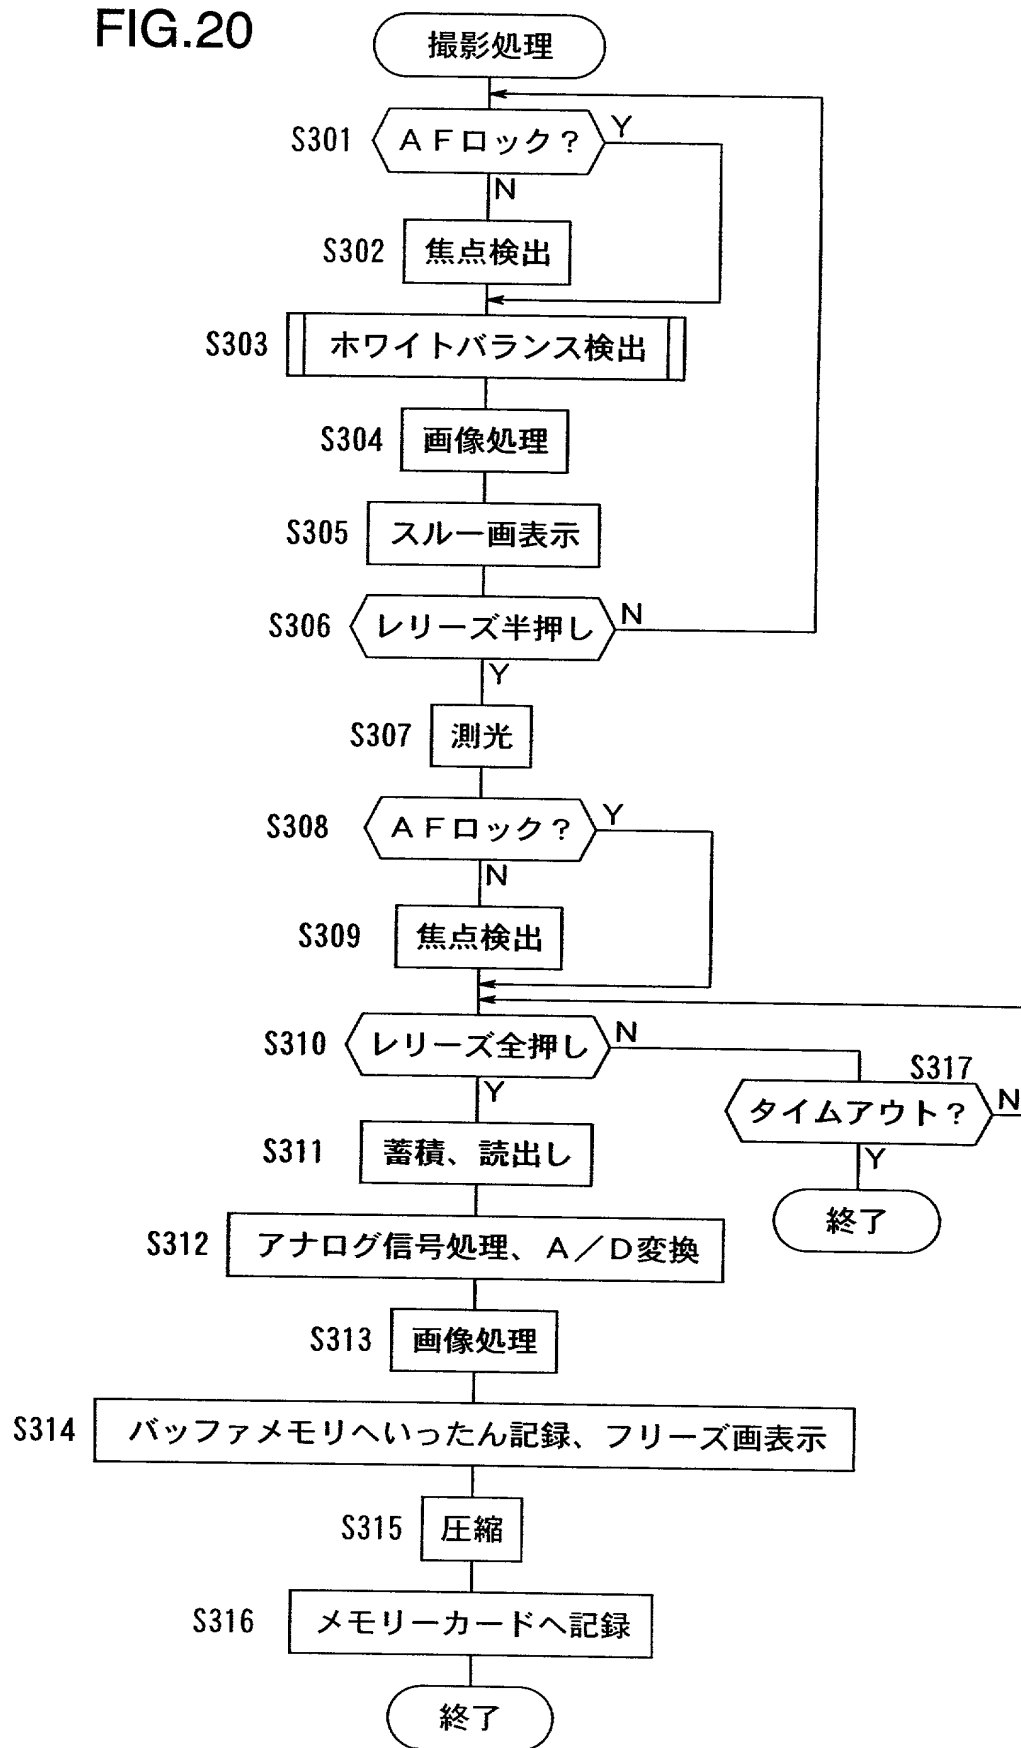 FIG.20
撮影処理
S301 AFロック? Y
N
S302 焦点検出
S303 ホワイトバランス検出
S304 画像処理
S305 スルー画表示
S306 レリーズ半押し N
Y
S307 測光
S308 AFロック? Y
N
S309 焦点検出
S310 レリーズ全押し N
Y
S317
タイムアウト? N
Y
終了
S311 蓄積、読出し
S312 アナログ信号処理、A/D変換
S313 画像処理
S314 バッファメモリへいったん記録、フリーズ画表示
S315 圧縮
S316 メモリーカードへ記録
終了